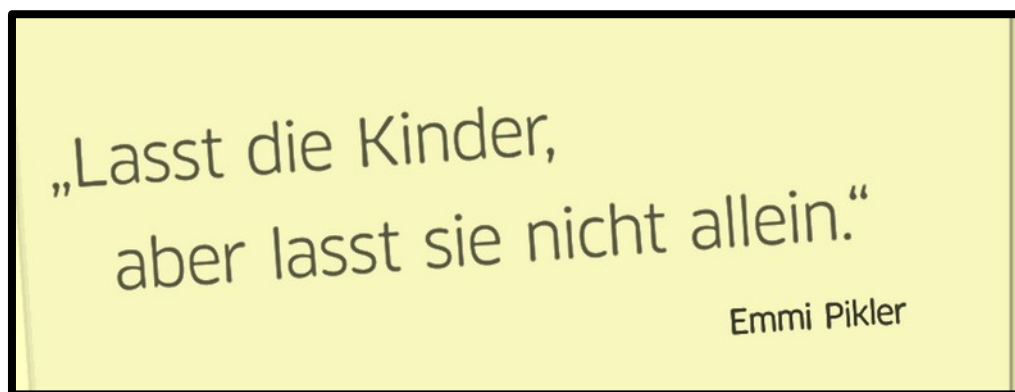 „Lasst die Kinder,
aber lasst sie nicht allein.“
Emmi Pikler